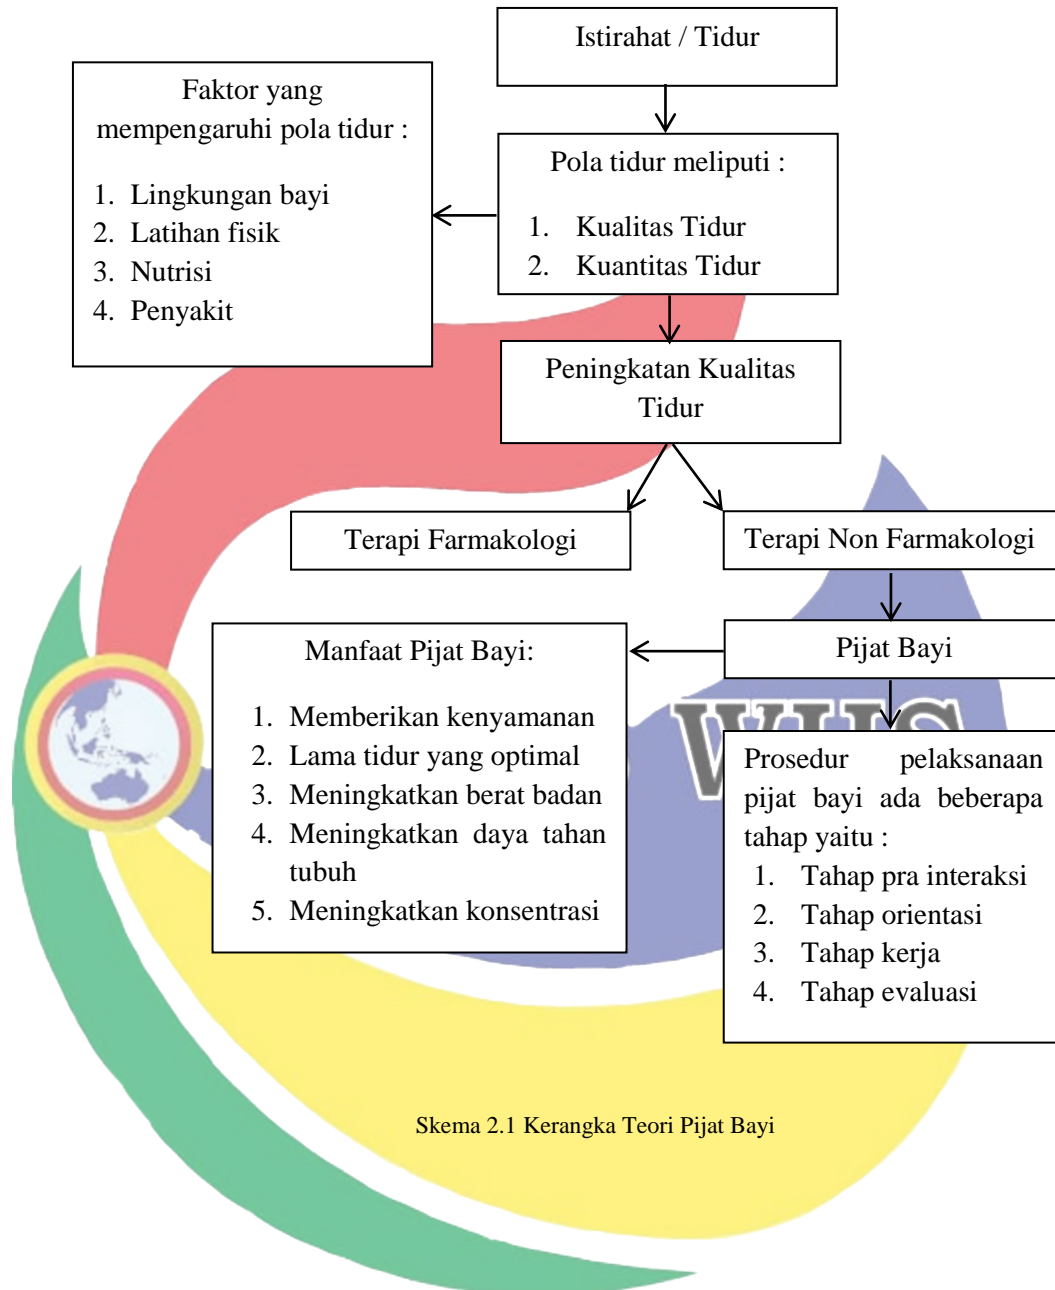 Istirahat / Tidur
Faktor yang
mempengaruhi pola tidur :
1. Lingkungan bayi
2. Latihan fisik
3. Nutrisi
4. Penyakit
Pola tidur meliputi :
1. Kualitas Tidur
2. Kuantitas Tidur
Peningkatan Kualitas
Tidur
Terapi Farmakologi
Terapi Non Farmakologi
Manfaat Pijat Bayi:
1. Memberikan kenyamanan
2. Lama tidur yang optimal
3. Meningkatkan berat badan
4. Meningkatkan daya tahan
tubuh
5. Meningkatkan konsentrasi
Pijat Bayi
Prosedur pelaksanaan
pijat bayi ada beberapa
tahap yaitu :
1. Tahap pra interaksi
2. Tahap orientasi
3. Tahap kerja
4. Tahap evaluasi
Skema 2.1 Kerangka Teori Pijat Bayi